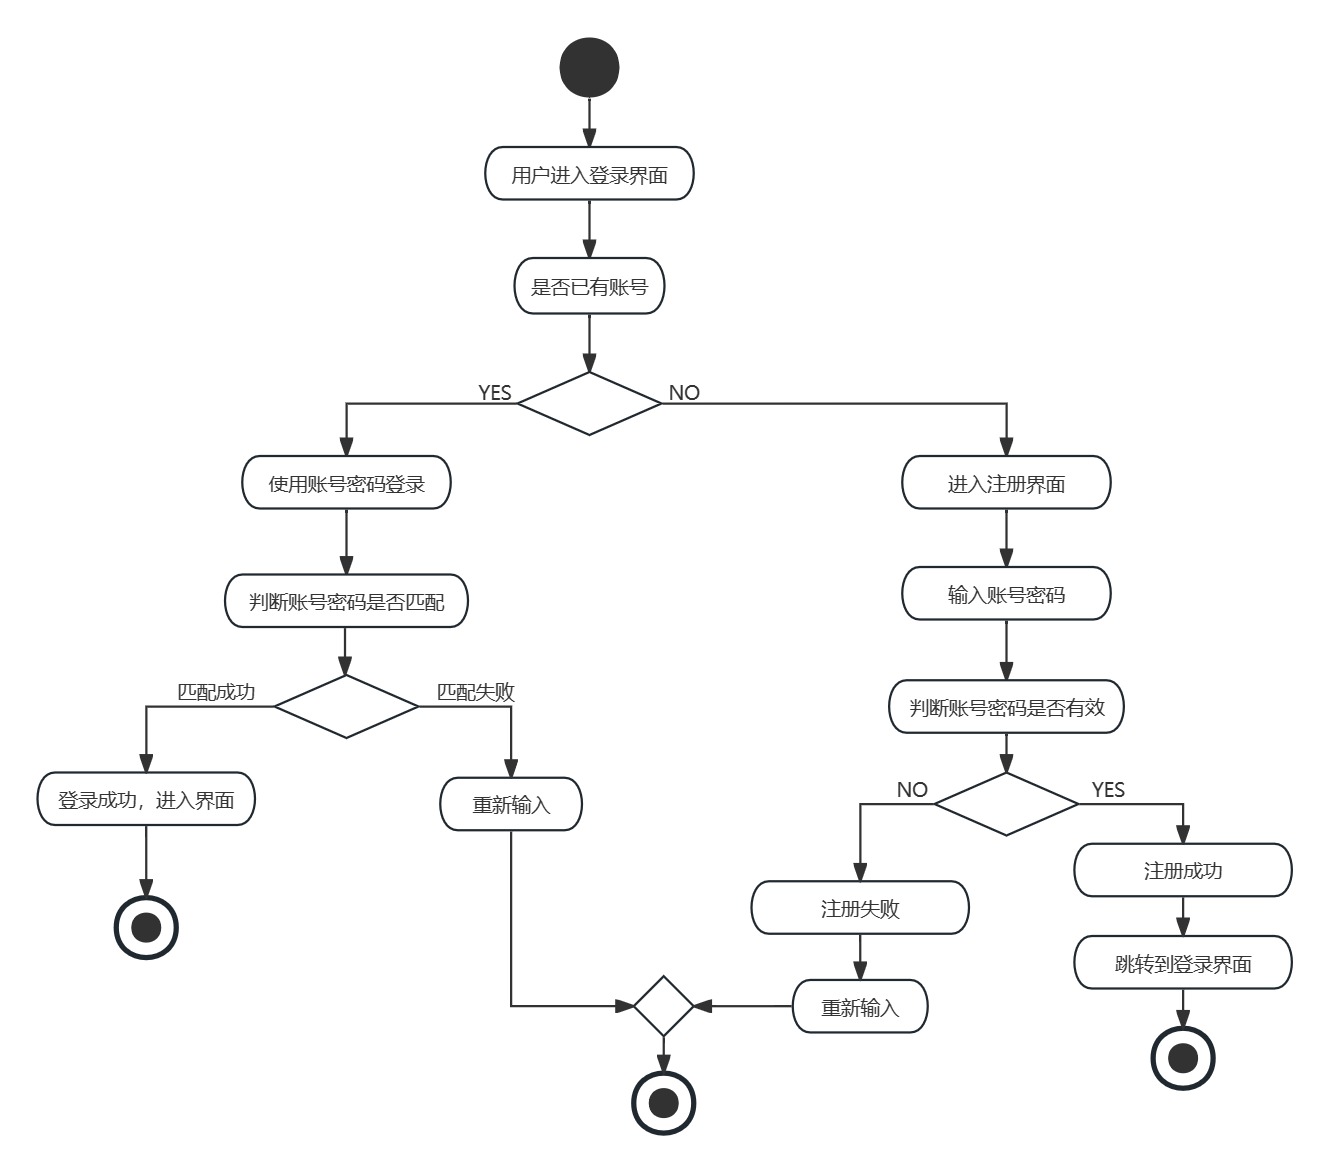 用户进入登录界面
是否已有账号
YES
NO
使用账号密码登录
进入注册界面
判断账号密码是否匹配
输入账号密码
匹配成功
匹配失败
判断账号密码是否有效
登录成功，进入界面
重新输入
NO
YES
注册成功
注册失败
跳转到登录界面
重新输入